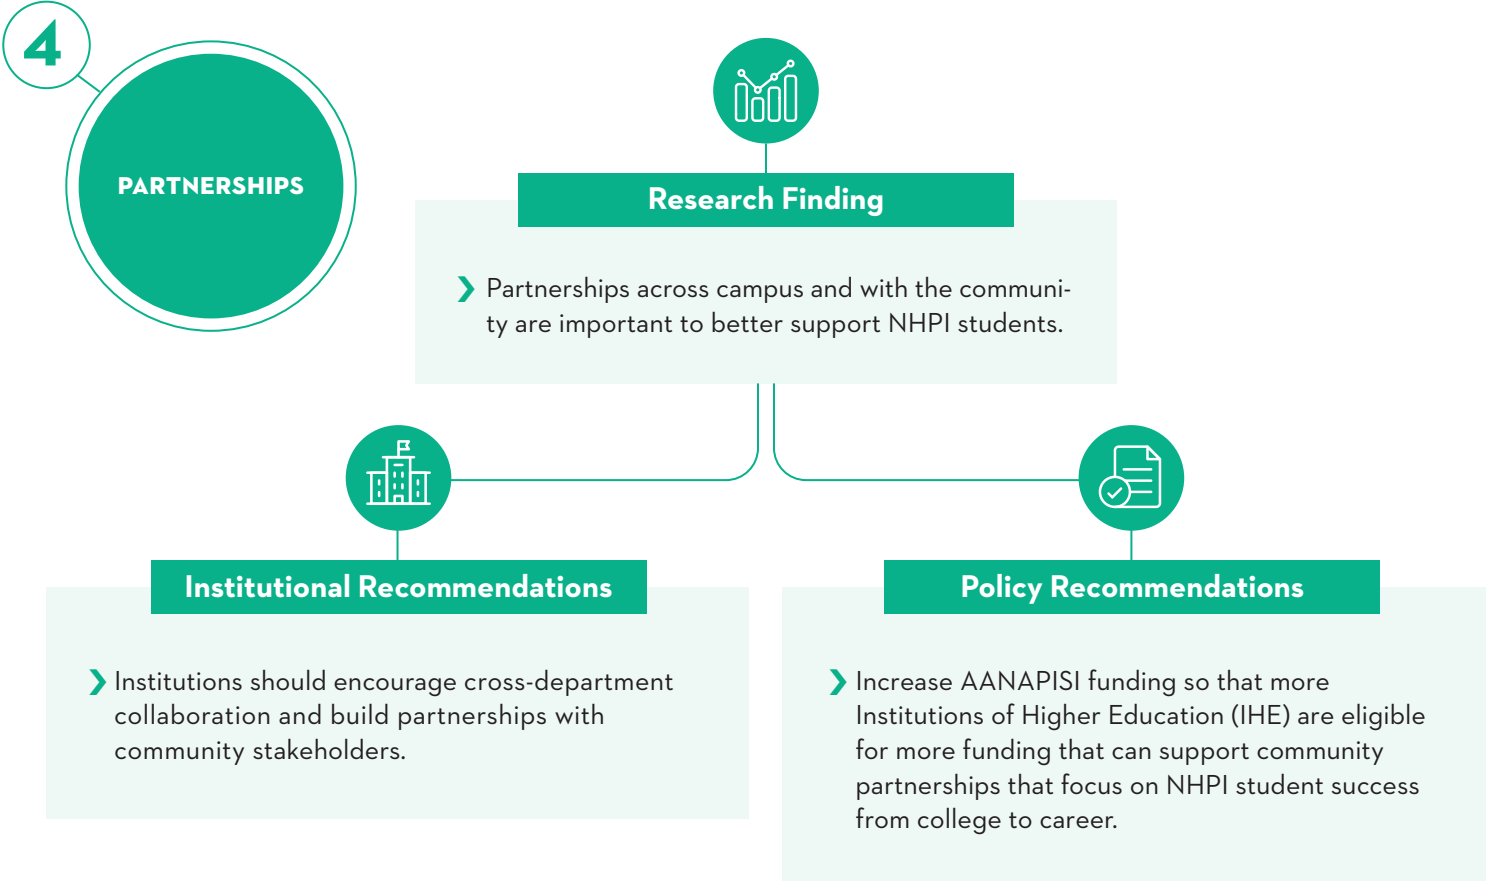 4
PARTNERSHIPS
Research Finding
❯ Partnerships across campus and with the communi-
ty are important to better support NHPI students.
Institutional Recommendations
❯ Institutions should encourage cross-department
collaboration and build partnerships with
community stakeholders.
Policy Recommendations
❯ Increase AANAPISI funding so that more
Institutions of Higher Education (IHE) are eligible
for more funding that can support community
partnerships that focus on NHPI student success
from college to career.